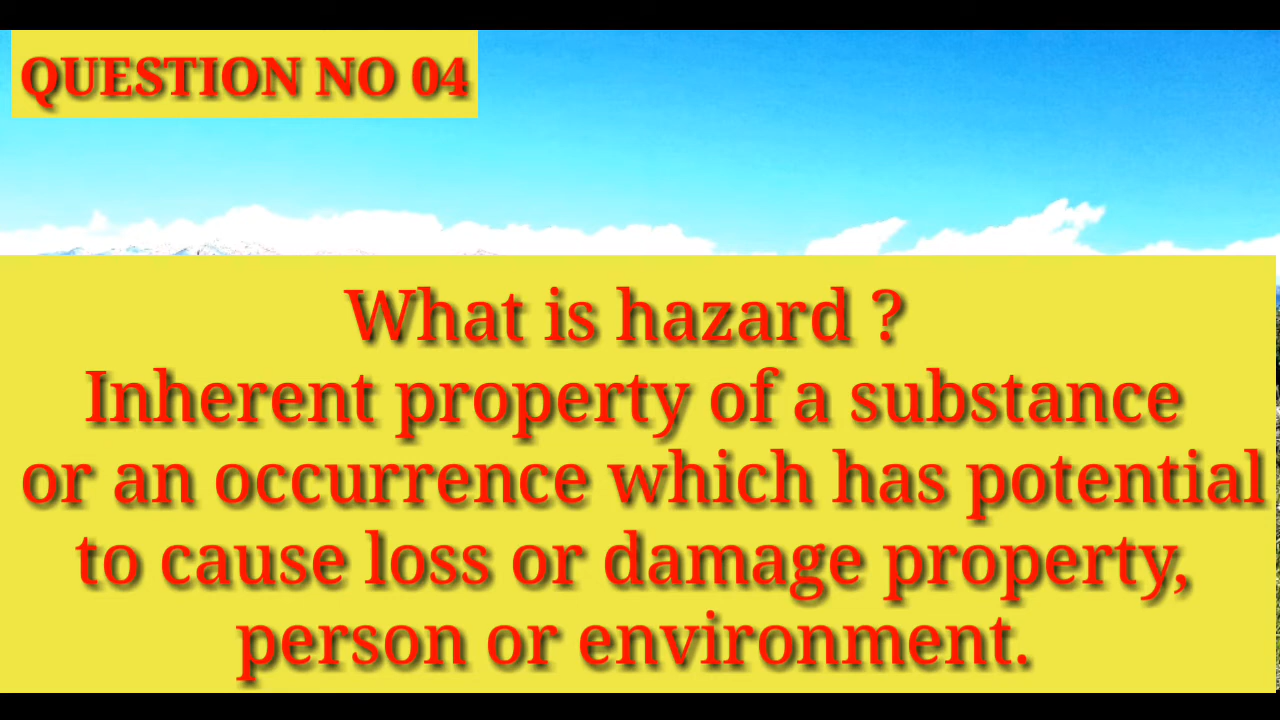 QUESTION NO 04
What is hazard ?
Inherent property of a substance
or an occurrence which has potential
to cause loss or damage property,
person or environment.